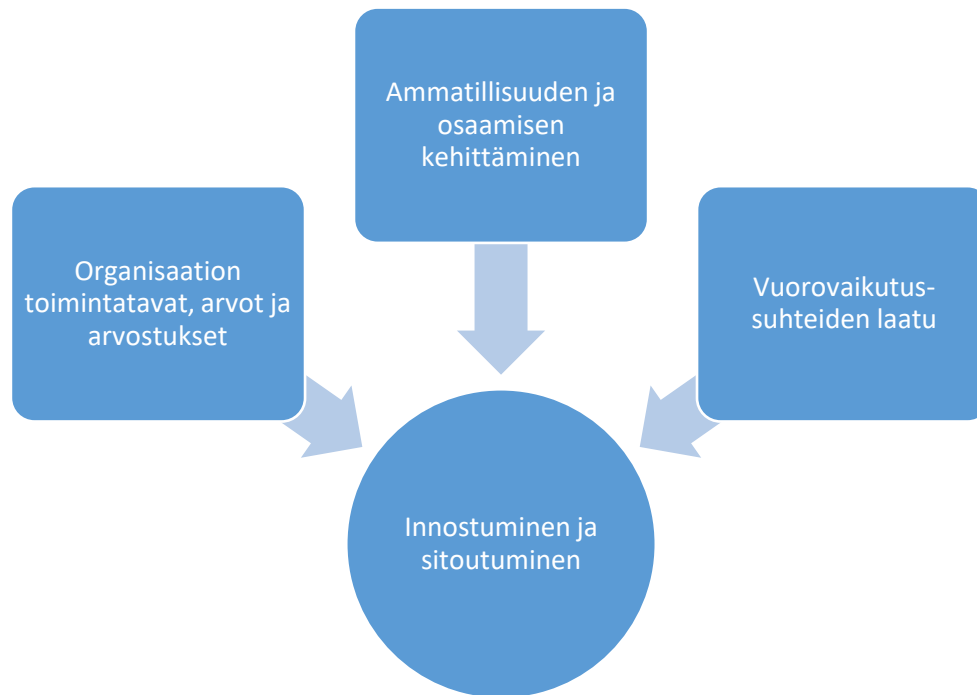 Ammatillisuuden ja
osaamisen
kehittäminen
Organisaation
toimintatavat, arvot ja
arvostukset
Vuorovaikutus-
suhteiden laatu
Innostuminen ja
sitoutuminen